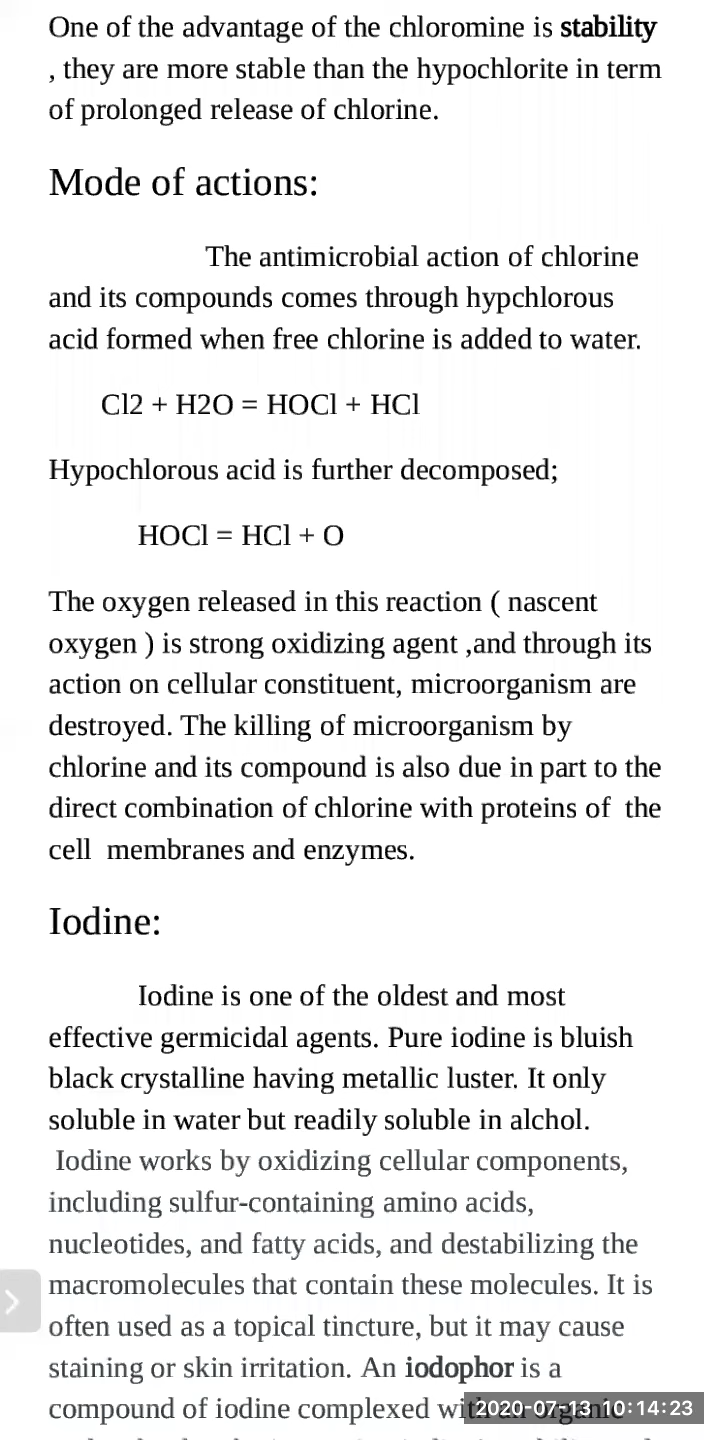 One of the advantage of the chloromine is stability
, they are more stable than the hypochlorite in term
of prolonged release of chlorine.
Mode of actions:
The antimicrobial action of chlorine
and its compounds comes through hypchlorous
acid formed when free chlorine is added to water.
Cl2 + H2O = HOCl + HCl
Hypochlorous acid is further decomposed;
HOCl = HCl + O
The oxygen released in this reaction ( nascent
oxygen ) is strong oxidizing agent ,and through its
action on cellular constituent, microorganism are
destroyed. The killing of microorganism by
chlorine and its compound is also due in part to the
direct combination of chlorine with proteins of the
cell membranes and enzymes.
Iodine:
Iodine is one of the oldest and most
effective germicidal agents. Pure iodine is bluish
black crystalline having metallic luster. It only
soluble in water but readily soluble in alchol.
Iodine works by oxidizing cellular components,
including sulfur-containing amino acids,
nucleotides, and fatty acids, and destabilizing the
macromolecules that contain these molecules. It is
often used as a topical tincture, but it may cause
staining or skin irritation. An iodophor is a
compound of iodine complexed with an organic
2020-07-13 10:14:23